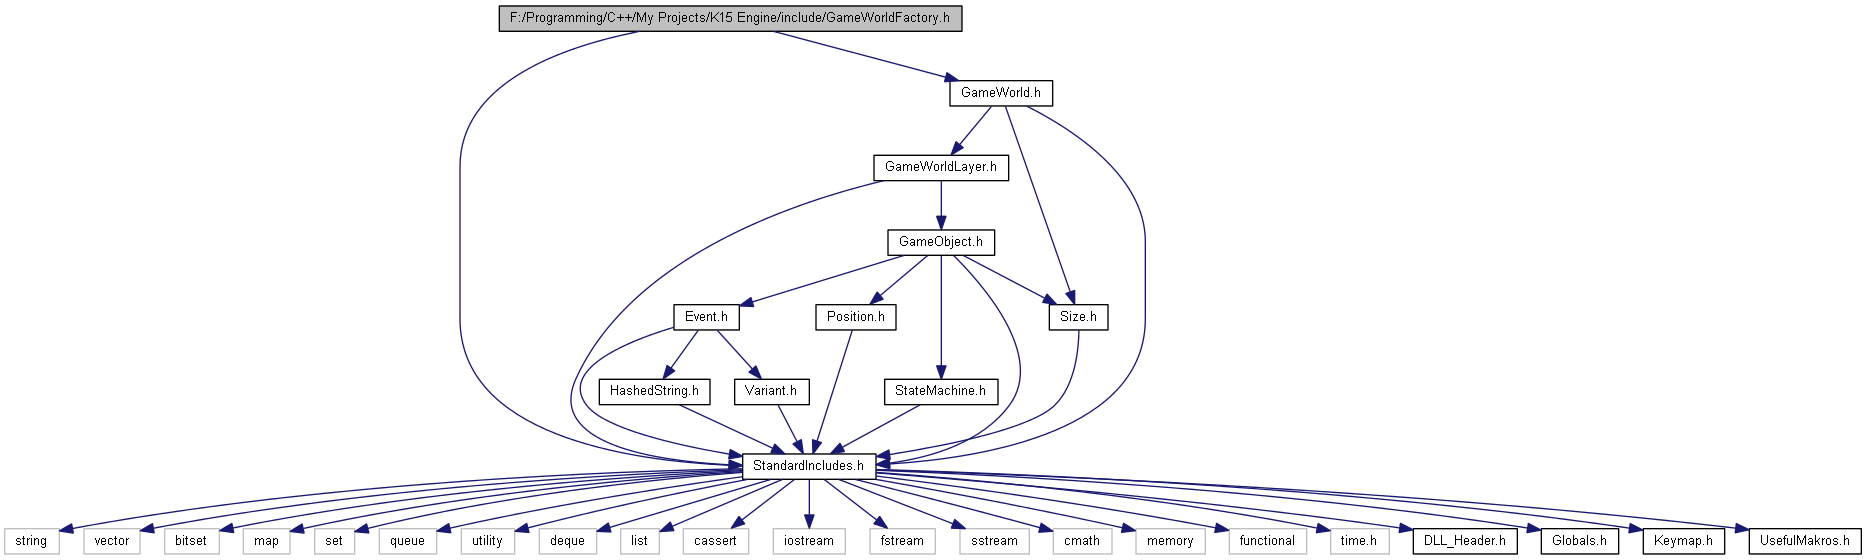 F:/Programming/C++/My Projects/K15 Engine/include/GameWorldFactory.h
GameWorld.h
GameWorldLayer.h
GameObject.h
Event.h
Position.h
Size.h
HashedString.h
Variant.h
StateMachine.h
StandardIncludes.h
string
vector
bitset
map
set
queue
utility
deque
list
cassert
iostream
fstream
sstream
cmath
memory
functional
time.h
DLL_Header.h
Globals.h
Keymap.h
UsefulMakros.h